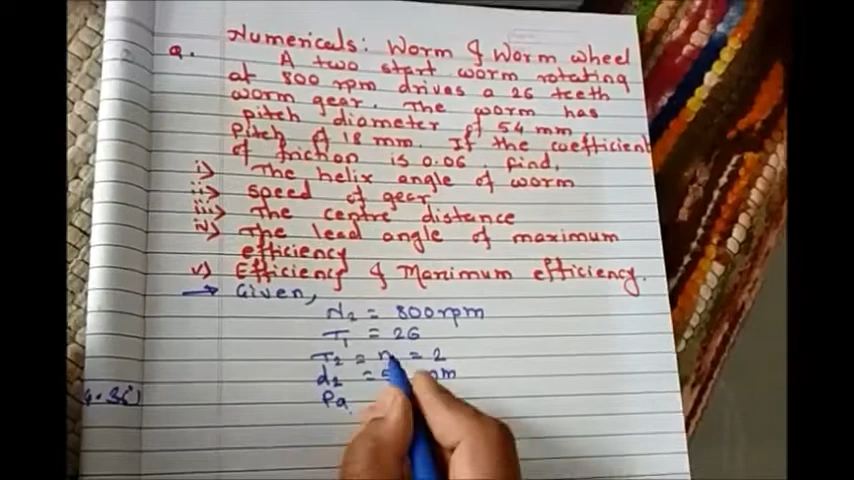 Numericals: Worm & Worm wheel
Q. A two start worm rotating
at 800 rpm drives a 26 teeth
worm gear. The worm has
pitch diameter of 54 mm
Pitch of 18 mm. If the coefficient
of friction is 0.06, find.
i) The helix angle of worm
ii) speed of gear
iii) The centre distance
iv) The lead angle of maximum
efficiency
v) Efficiency & Maximum efficiency.
→ Given,
N2 = 800rpm
T1 = 26
T2 = n = 2
d2 = 5
Pa